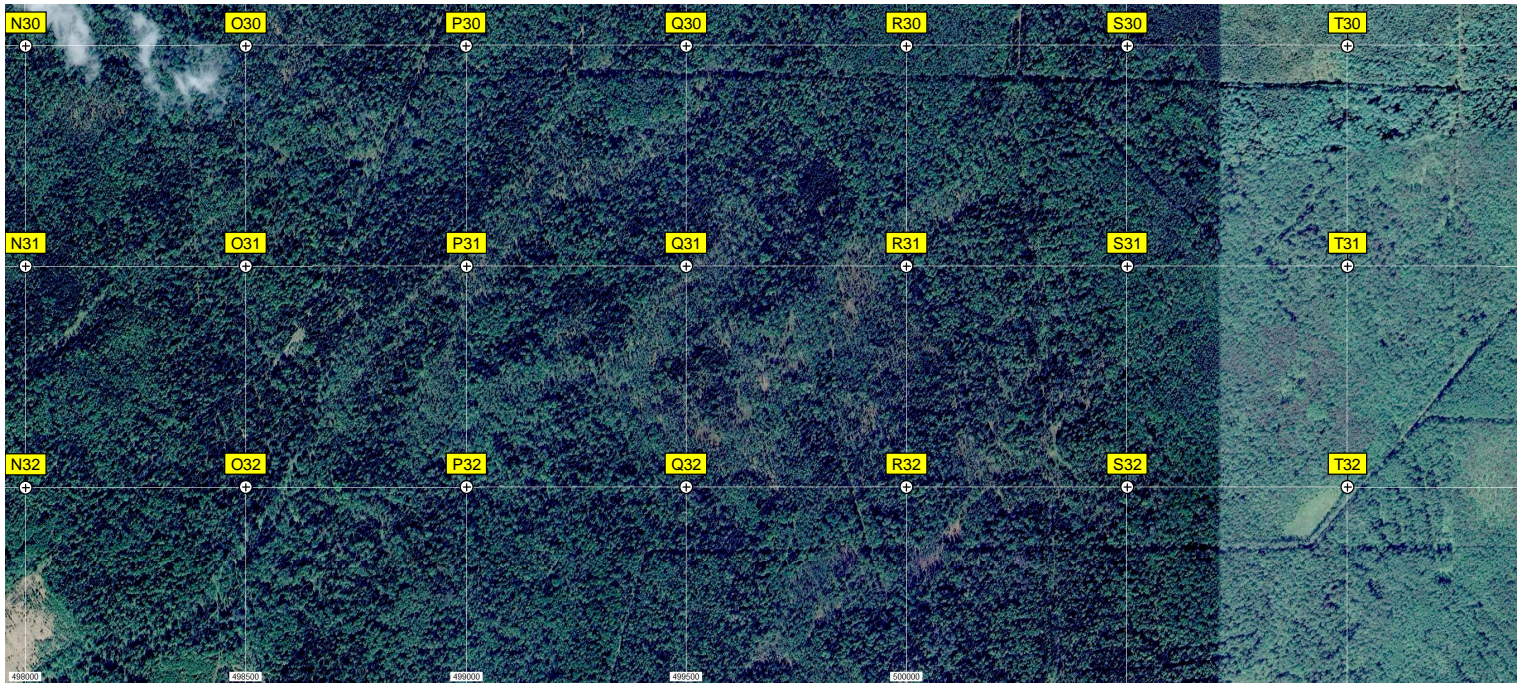 N30 O30 P30 Q30 R30 S30 T30
N31 O31 P31 Q31 R31 S31 T31
N32 O32 P32 Q32 R32 S32 T32
498000 498500 499000 499500 500000